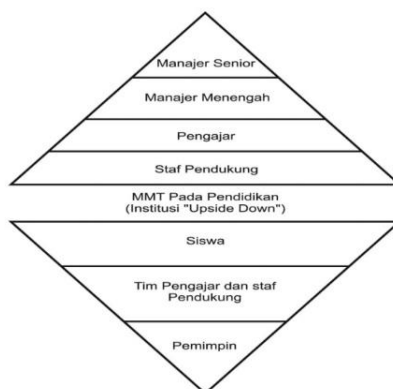 Manajer Senior
Manajer Menengah
Pengajar
Staf Pendukung
MMT Pada Pendidikan
(Institusi "Upside Down")
Siswa
Tim Pengajar dan staf
Pendukung
Pemimpin